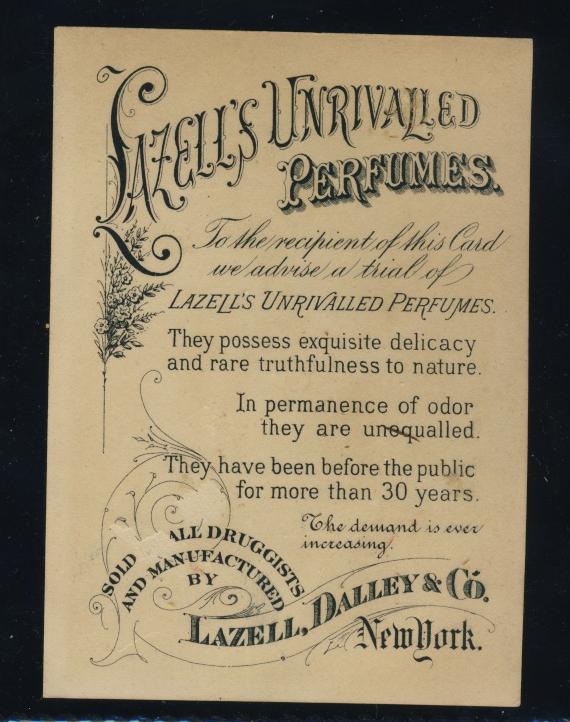 LAZELL'S UNRIVALLED
PERFUMES.
To the recipient of this Card
we advise a trial of
LAZELL'S UNRIVALLED PERFUMES.
They possess exquisite delicacy
and rare truthfulness to nature.
In permanence of odor
they are unequalled.
They have been before the public
for more than 30 years.
The demand is ever
increasing.
SOLD ALL DRUGGISTS
AND MANUFACTURED
BY
LAZELL, DALLEY & CO.
New York.